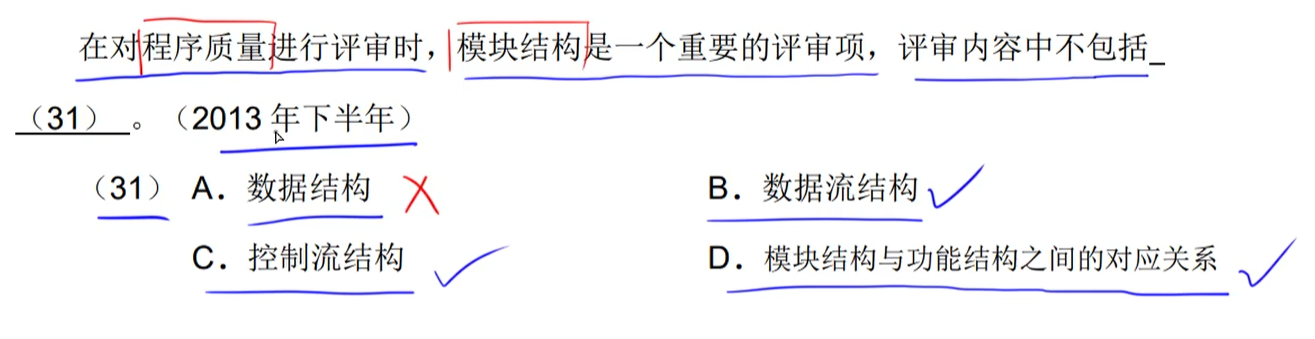 在对程序质量进行评审时，模块结构是一个重要的评审项，评审内容中不包括_
（31） 。（2013 年下半年）
（31） A．数据结构 B．数据流结构
C．控制流结构 D．模块结构与功能结构之间的对应关系